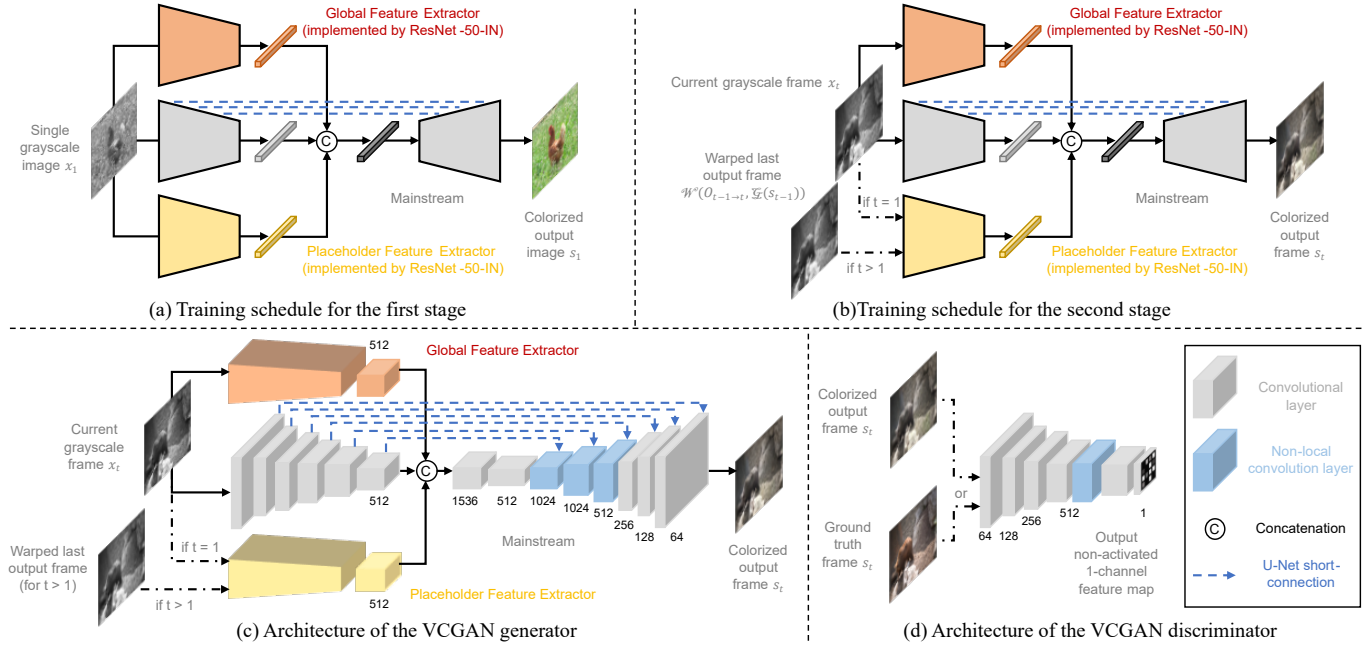 Global Feature Extractor
(implemented by ResNet -50-IN)
Single
grayscale
image x₁
C
Mainstream
Placeholder Feature Extractor
(implemented by ResNet -50-IN)
Colorized
output
image s₁
(a) Training schedule for the first stage
Global Feature Extractor
(implemented by ResNet -50-IN)
Current grayscale frame xₜ
Warped last
output frame
𝒲(O_{t-1→t}, 𝒢(s_{t-1}))
if t = 1
if t > 1
C
Mainstream
Placeholder Feature Extractor
(implemented by ResNet -50-IN)
Colorized
output
frame sₜ
(b)Training schedule for the second stage
512
Global Feature Extractor
Current
grayscale
frame xₜ
512
C
1536
512
1024
1024
512
256
128
64
Mainstream
Warped last
output frame
(for t > 1)
if t = 1
if t > 1
512
Placeholder Feature Extractor
Colorized
output
frame sₜ
(c) Architecture of the VCGAN generator
Colorized
output
frame sₜ
or
Ground
truth
frame sₜ
64
128
256
512
1
Output
non-activated
1-channel
feature map
(d) Architecture of the VCGAN discriminator
Convolutional
layer
Non-local
convolution layer
C
Concatenation
U-Net short-
connection